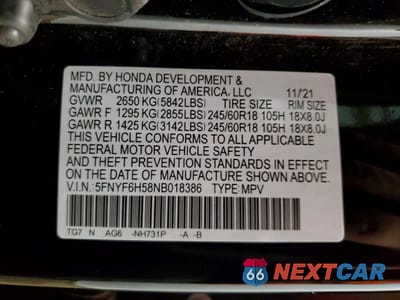 MFD. BY HONDA DEVELOPMENT &
MANUFACTURING OF AMERICA, LLC 11/21
GVWR 2650 KG (5842LBS) TIRE SIZE RIM SIZE
GAWR F 1295 KG (2855LBS) 245/60R18 105H 18X8.0J
GAWR R 1425 KG (3142LBS) 245/60R18 105H 18X8.0J
THIS VEHICLE CONFORMS TO ALL APPLICABLE
FEDERAL MOTOR VEHICLE SAFETY, BUMPER, AND
THEFT PREVENTION STANDARDS IN EFFECT
ON THE DATE OF MANUFACTURE SHOWN ABOVE.
V.I.N.: 5FNYF6H58NB018386 TYPE: MPV
TG7 N AG6 -NH731P -A -B
66 NEXTCAR